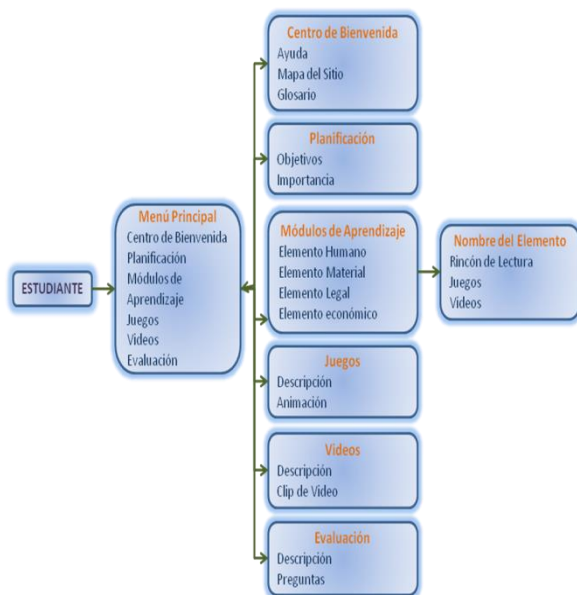 ESTUDIANTE
Menú Principal
Centro de Bienvenida
Planificación
Módulos de
Aprendizaje
Juegos
Videos
Evaluación
Centro de Bienvenida
Ayuda
Mapa del Sitio
Glosario
Planificación
Objetivos
Importancia
Módulos de Aprendizaje
Elemento Humano
Elemento Material
Elemento Legal
Elemento económico
Nombre del Elemento
Rincón de Lectura
Juegos
Videos
Juegos
Descripción
Animación
Videos
Descripción
Clip de Video
Evaluación
Descripción
Preguntas